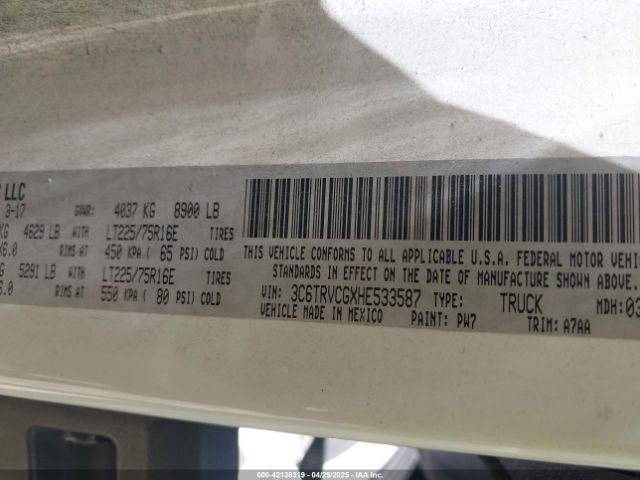 LLC
3-17 GVWR: 4037 KG 8900 LB
KG 4629 LB WITH LT225/75R16E TIRES
X6.0 RIMS AT 450 KPA ( 65 PSI) COLD
5291 LB WITH LT225/75R16E TIRES
6.0 RIMS AT 550 KPA ( 80 PSI) COLD
THIS VEHICLE CONFORMS TO ALL APPLICABLE U.S.A. FEDERAL MOTOR VEHIC
STANDARDS IN EFFECT ON THE DATE OF MANUFACTURE SHOWN ABOVE.
VIN: 3C6TRVCGXHE533587 TYPE: TRUCK MDH:03
VEHICLE MADE IN MEXICO PAINT: PW7 TRIM: A7AA
000-42138319 | 04/29/2025 | IAAI, Inc.